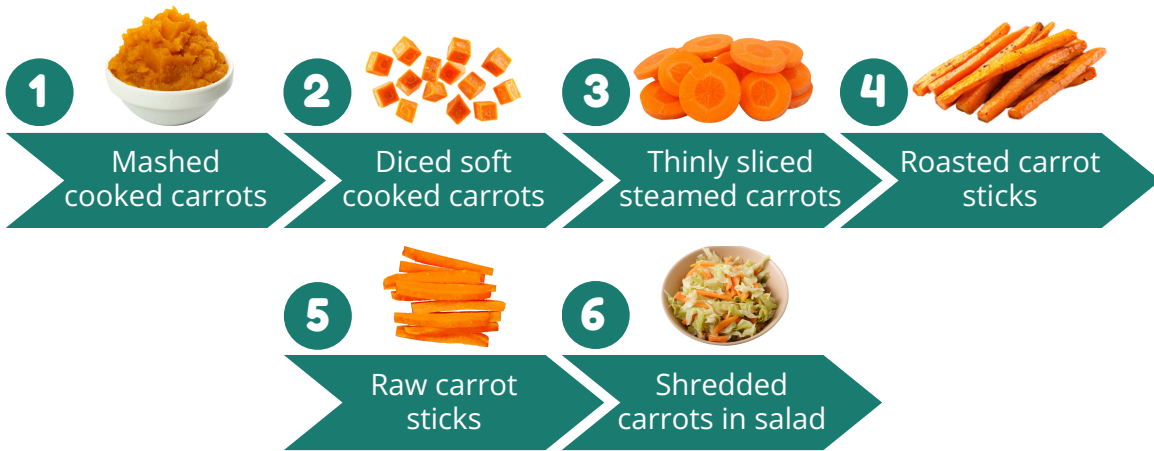 1
Mashed
cooked carrots
2
Diced soft
cooked carrots
3
Thinly sliced
steamed carrots
4
Roasted carrot
sticks
5
Raw carrot
sticks
6
Shredded
carrots in salad